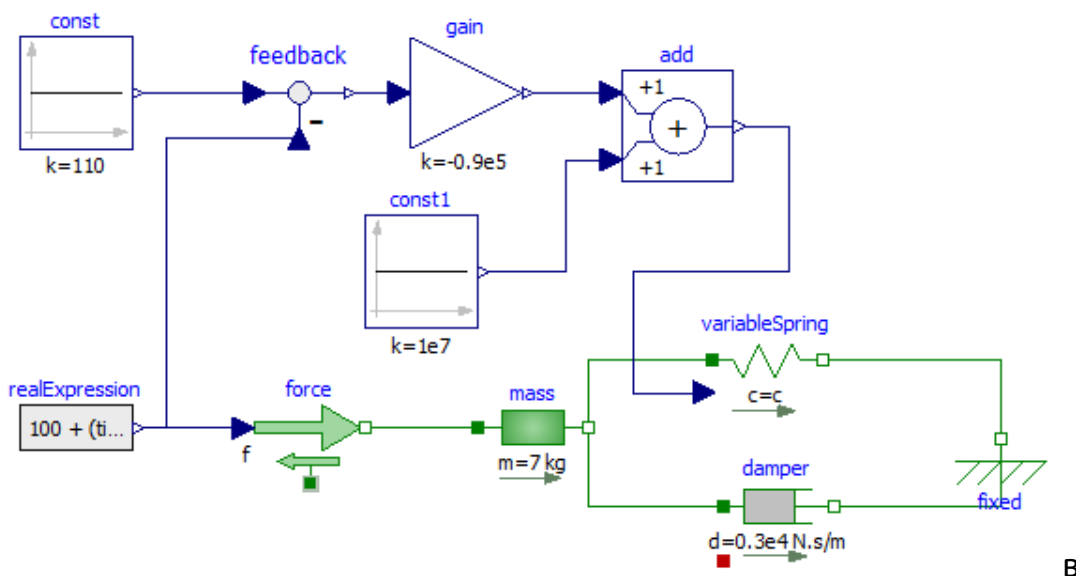 const
gain
feedback
add
+1
-
+
+1
k=110
k=-0.9e5
const1
k=1e7
variableSpring
realExpression
force
mass
c=c
100 + (ti...
f
m=7 kg
damper
fixed
d=0.3e4 N.s/m
B